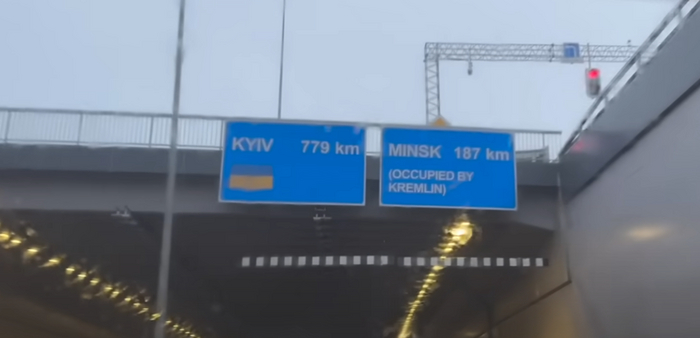 KYIV 779 km
MINSK 187 km
(OCCUPIED BY
KREMLIN)